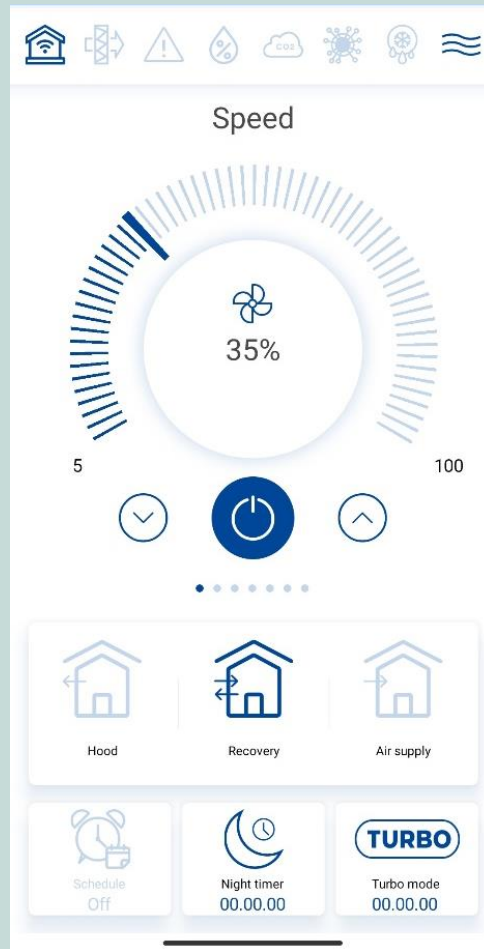 CO2
Speed
35%
5
100
Hood
Recovery
Air supply
Schedule
Off
Night timer
00.00.00
TURBO
Turbo mode
00.00.00